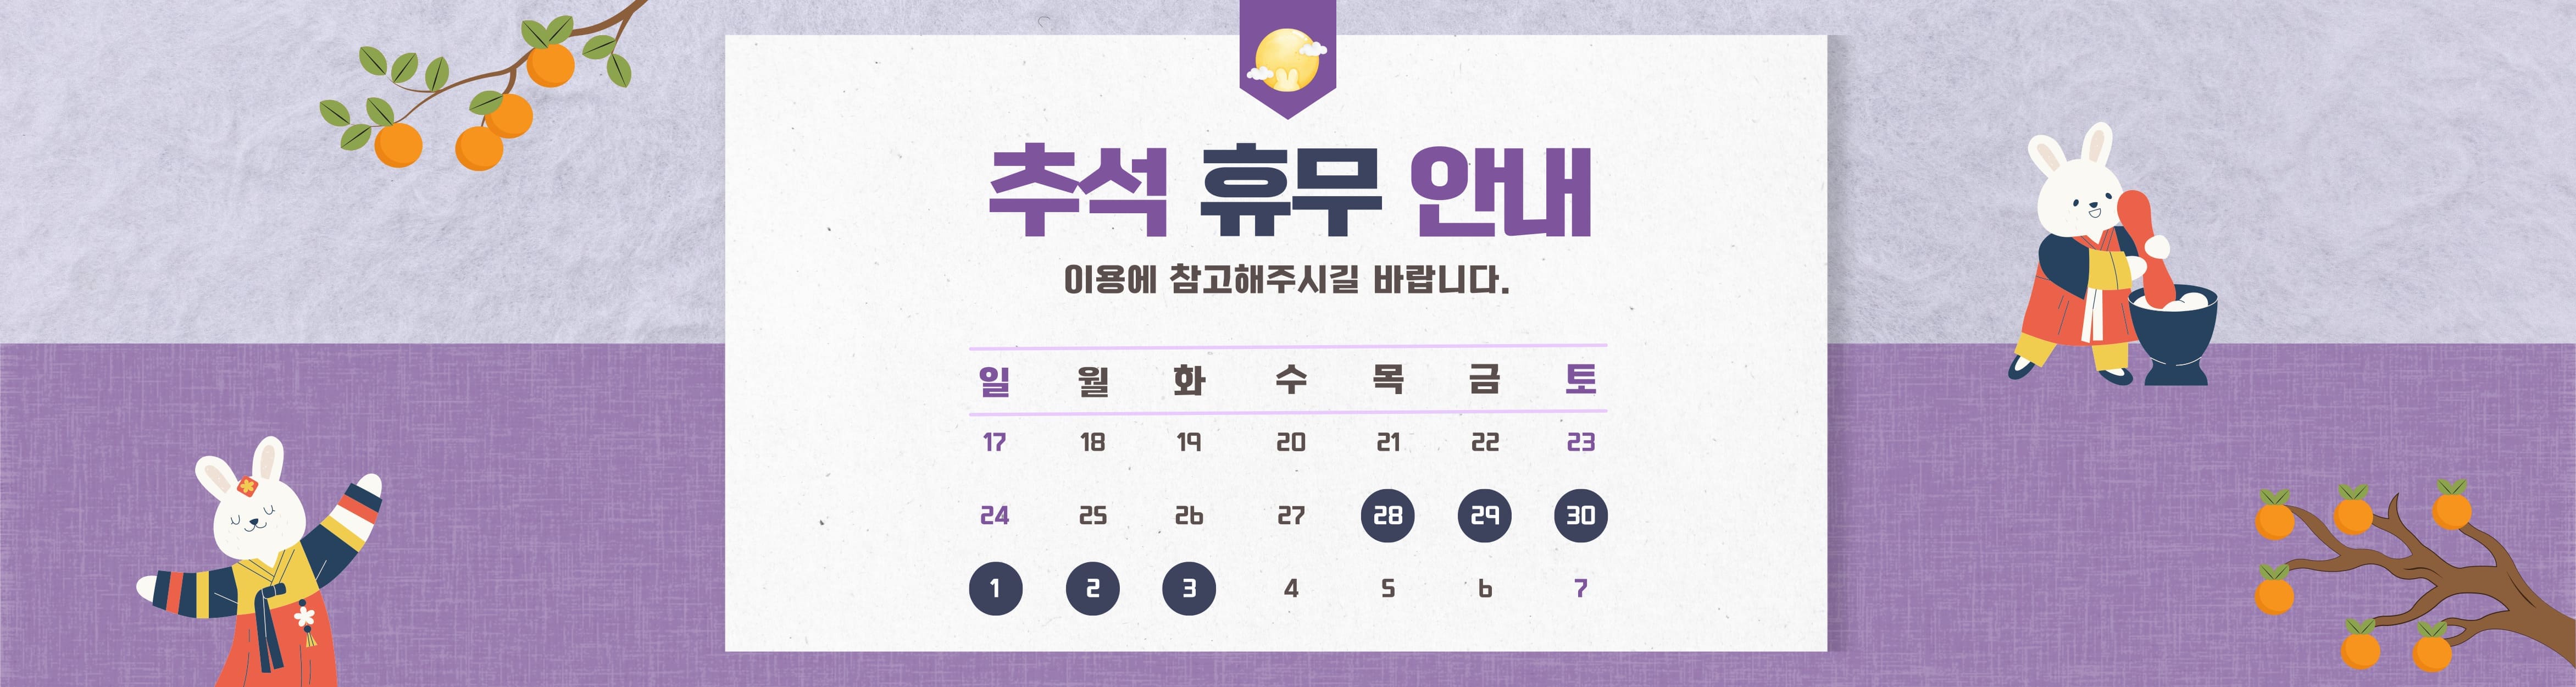 추석 휴무 안내
이용에 참고해주시길 바랍니다.
일 월 화 수 목 금 토
17 18 19 20 21 22 23
24 25 26 27 28 29 30
1 2 3 4 5 6 7